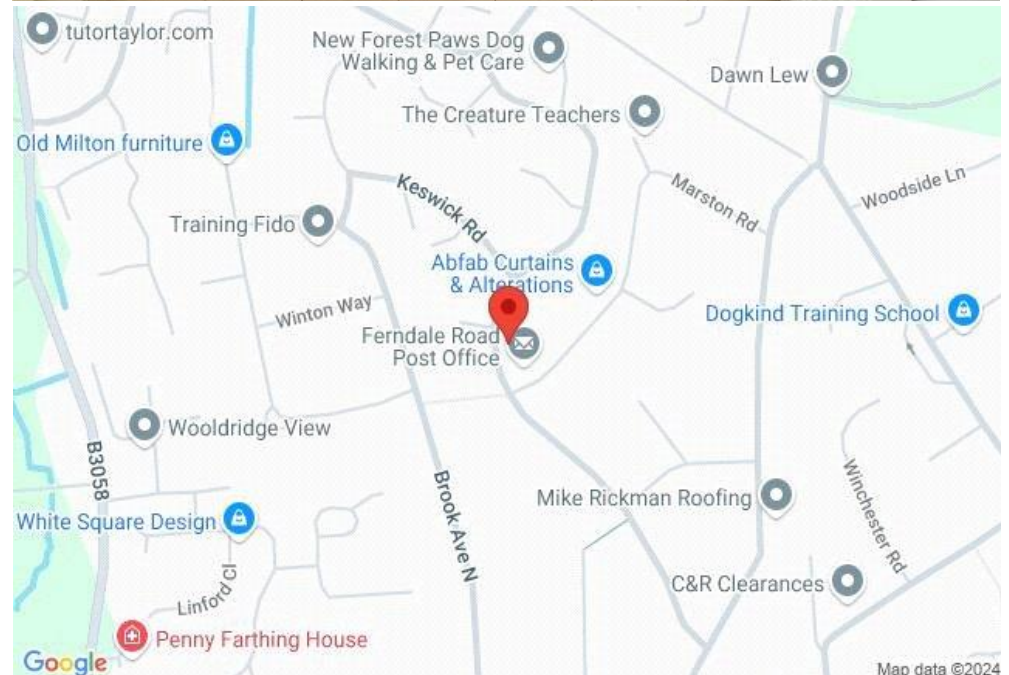 tutortaylor.com
New Forest Paws Dog
Walking & Pet Care
Dawn Lew
The Creature Teachers
Old Milton furniture
Keswick Rd
Marston Rd
Woodside Ln
Training Fido
Abfab Curtains
& Alterations
Winton Way
Dogkind Training School
Ferndale Road
Post Office
Wooldridge View
B3058
Brook Ave N
Mike Rickman Roofing
Winchester Rd
White Square Design
C&R Clearances
Linford Cl
Penny Farthing House
Google
Map data ©2024